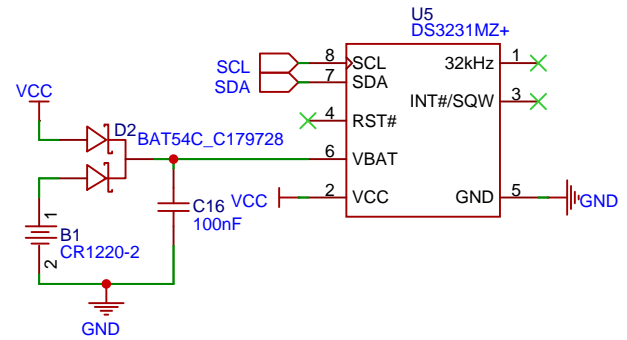 U5
DS3231MZ+
SCL 8 SCL 32kHz 1
SDA 7 SDA
VCC
INT#/SQW 3
4 RST#
D2 BAT54C_C179728
6 VBAT
VCC 2 VCC GND 5 GND
C16
100nF
1
B1
CR1220-2
2
GND